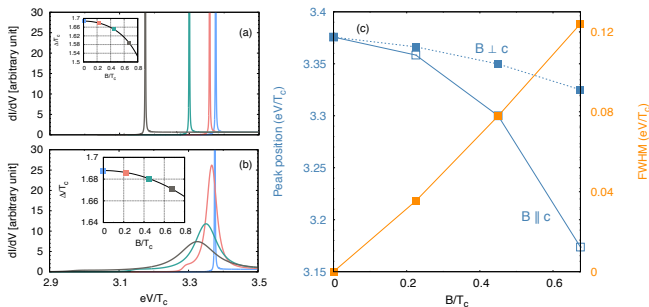 30
25
20
15
10
5
0
dI/dV [arbitrary unit]
(a)
1.7
1.68
1.62
1.58
Δ/T_c
0 0.2 0.4 0.6 0.8
B/T_c
30
25
20
15
10
5
0
dI/dV [arbitrary unit]
(b)
1.7
1.68
1.66
1.64
Δ/T_c
0 0.2 0.4 0.6 0.8
B/T_c
2.9 3.1 3.3 3.5
eV/T_c
(c)
3.4
3.35
3.3
3.25
3.2
3.15
Peak position (eV/T_c)
B ⊥ c
B ∥ c
0 0.2 0.4 0.6
B/T_c
0.12
0.08
0.04
0
FWHM (eV/T_c)